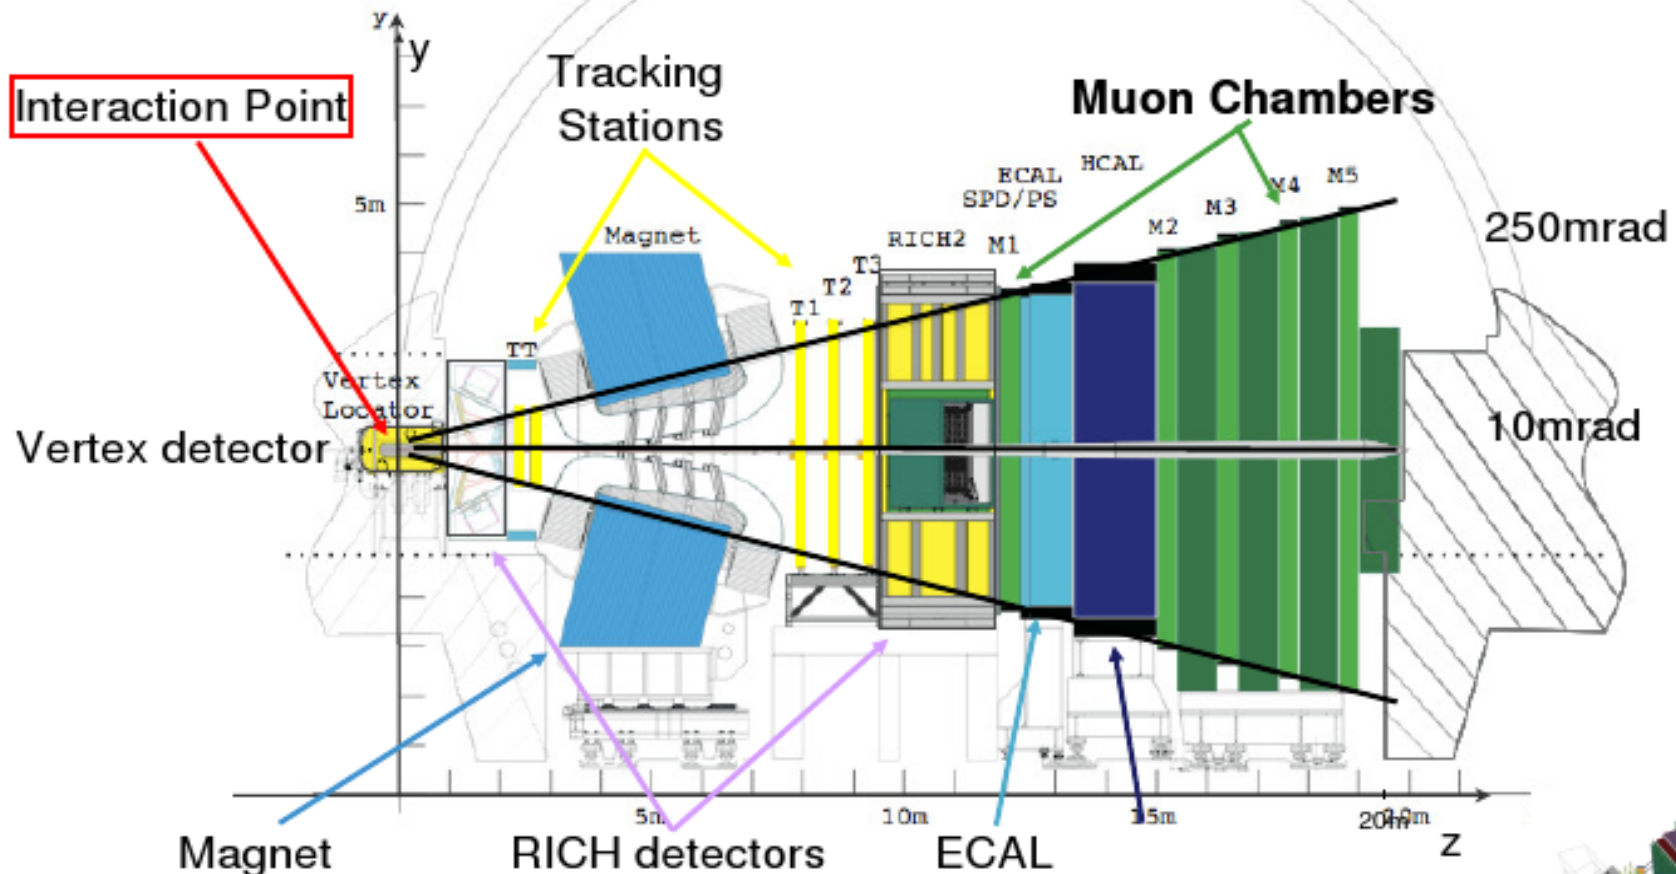 y
y
Interaction Point
Tracking
Stations
Muon Chambers
HCAL
ECAL
SPD/PS
M4
M5
5m
M3
M2
250mrad
Magnet
RICH2
M1
T3
T2
T1
TT
Vertex
Locator
10mrad
Vertex detector
5m
10m
15m
20m
20m
z
Magnet
RICH detectors
ECAL